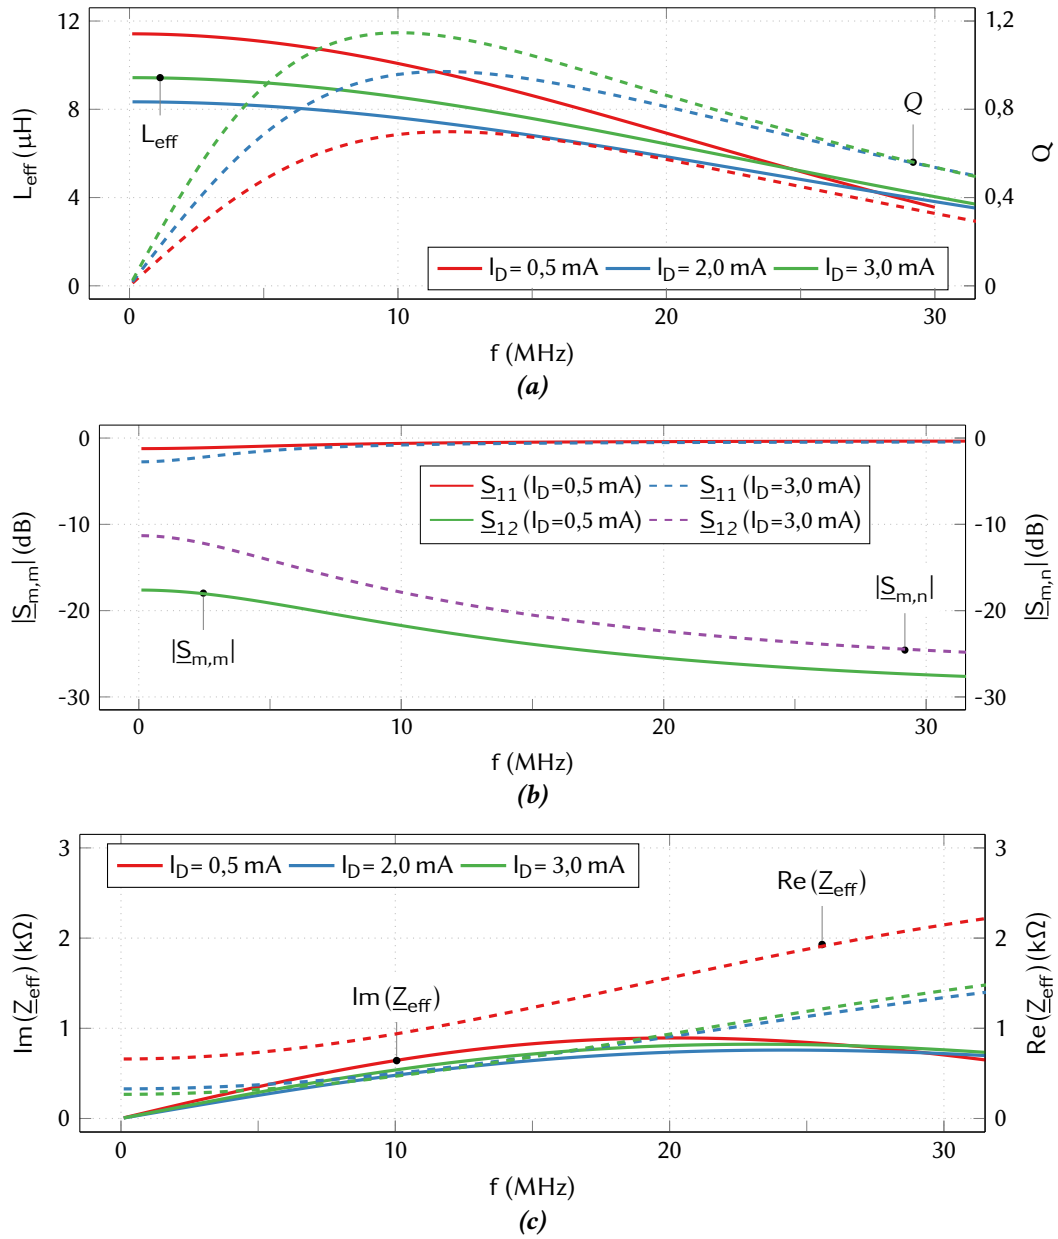 12
8
4
0
L_eff (μH)
1,2
0,8
0,4
0
Q
L_eff
Q
I_D = 0,5 mA I_D = 2,0 mA I_D = 3,0 mA
0 10 20 30
f (MHz)
(a)
0
-10
-20
-30
|S_m,m| (dB)
0
-10
-20
-30
|S_m,n| (dB)
S_11 (I_D=0,5 mA) S_11 (I_D=3,0 mA)
S_12 (I_D=0,5 mA) S_12 (I_D=3,0 mA)
|S_m,n|
|S_m,m|
0 10 20 30
f (MHz)
(b)
3
2
1
0
Im(Z_eff) (kΩ)
3
2
1
0
Re(Z_eff) (kΩ)
I_D = 0,5 mA I_D = 2,0 mA I_D = 3,0 mA
Re (Z_eff)
Im (Z_eff)
0 10 20 30
f (MHz)
(c)